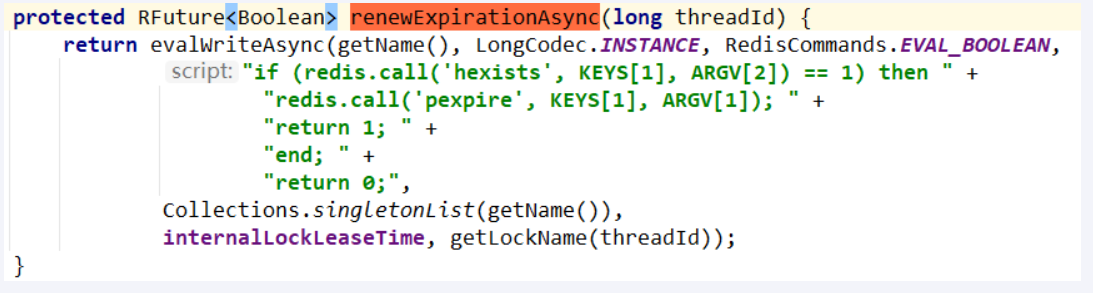 protected RFuture<Boolean> renewExpirationAsync(long threadId) {
return evalWriteAsync(getName(), LongCodec.INSTANCE, RedisCommands.EVAL_BOOLEAN,
script: "if (redis.call('hexists', KEYS[1], ARGV[2]) == 1) then " +
"redis.call('pexpire', KEYS[1], ARGV[1]); " +
"return 1; " +
"end; " +
"return 0;",
Collections.singletonList(getName()),
internalLockLeaseTime, getLockName(threadId));
}